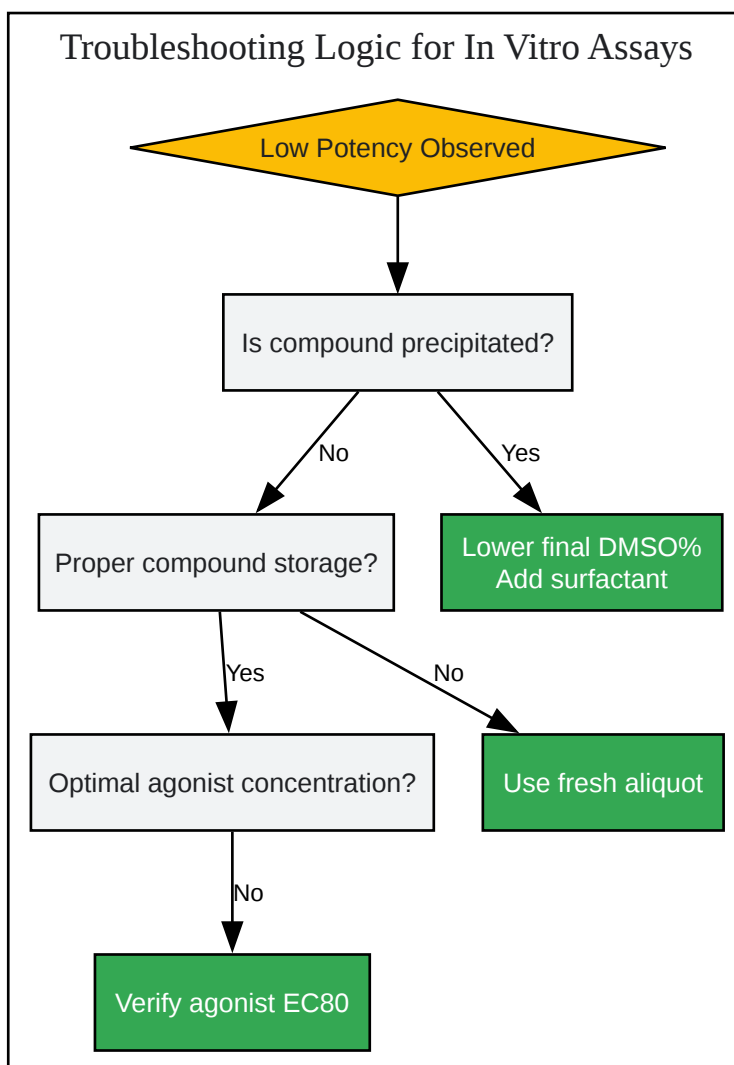 Troubleshooting Logic for In Vitro Assays
Low Potency Observed
Is compound precipitated?
No
Yes
Proper compound storage?
Lower final DMSO%
Add surfactant
Yes
No
Optimal agonist concentration?
Use fresh aliquot
No
Verify agonist EC80